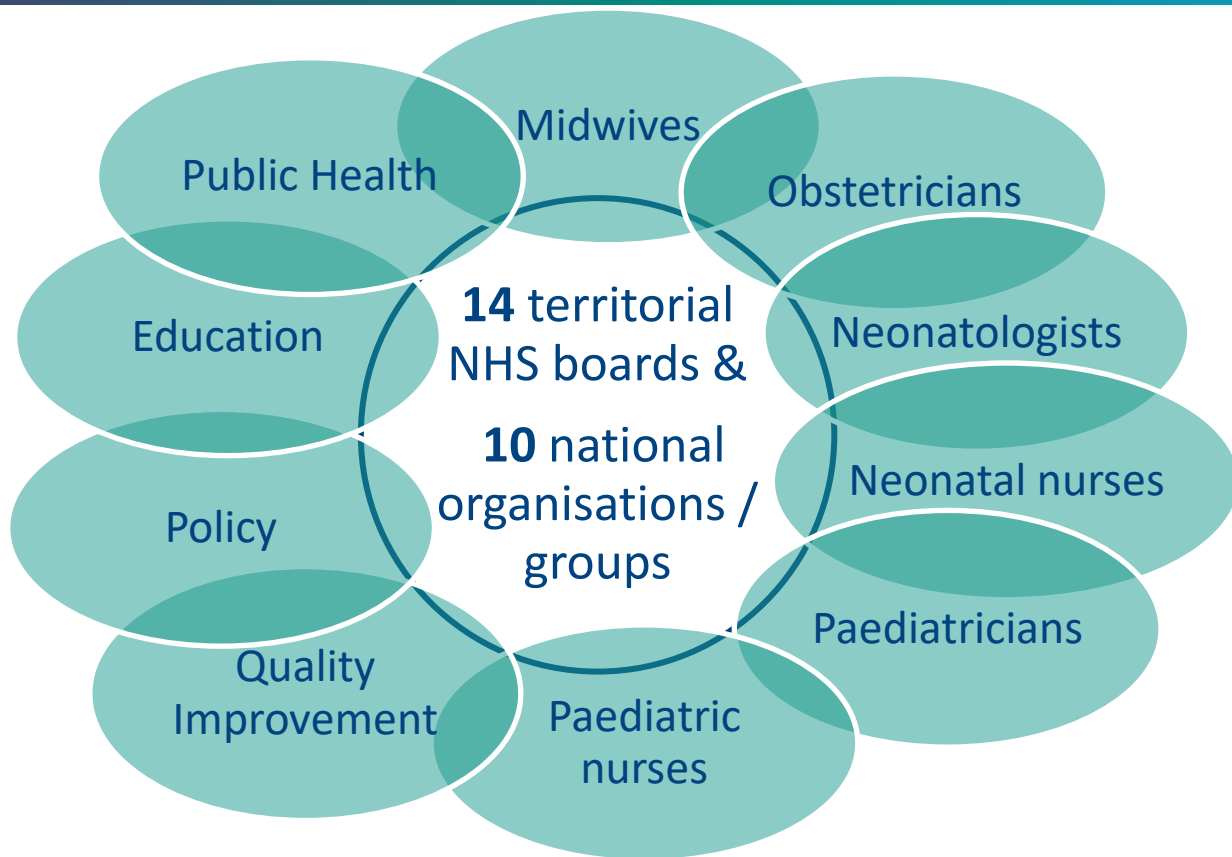 Midwives
Obstetricians
Neonatologists
Neonatal nurses
Paediatricians
Paediatric
nurses
Quality
Improvement
Policy
Education
Public Health
14 territorial
NHS boards &
10 national
organisations /
groups